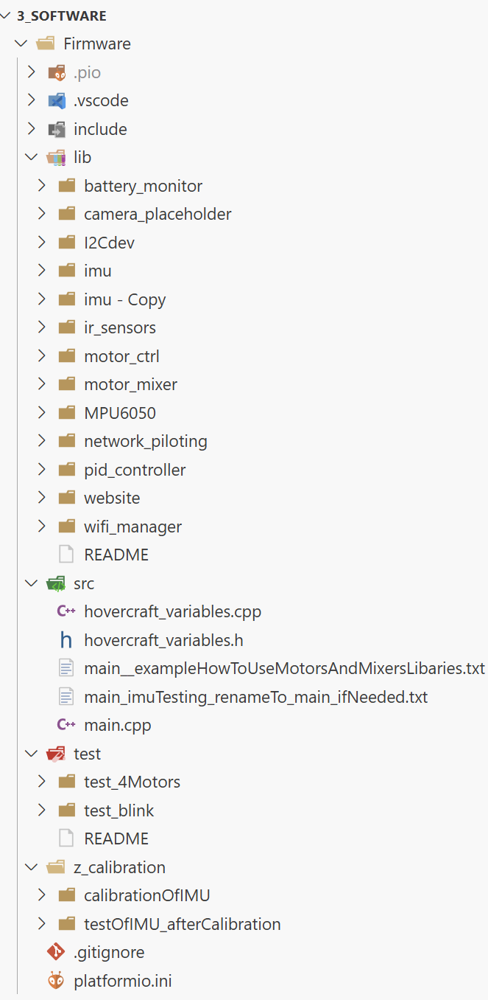 3_SOFTWARE
Firmware
.pio
.vscode
include
lib
battery_monitor
camera_placeholder
I2Cdev
imu
imu - Copy
ir_sensors
motor_ctrl
motor_mixer
MPU6050
network_piloting
pid_controller
website
wifi_manager
README
src
C++ hovercraft_variables.cpp
h hovercraft_variables.h
main__exampleHowToUseMotorsAndMixersLibaries.txt
main_imuTesting_renameTo_main_ifNeeded.txt
C++ main.cpp
test
test_4Motors
test_blink
README
z_calibration
calibrationOfIMU
testOfIMU_afterCalibration
.gitignore
platformio.ini